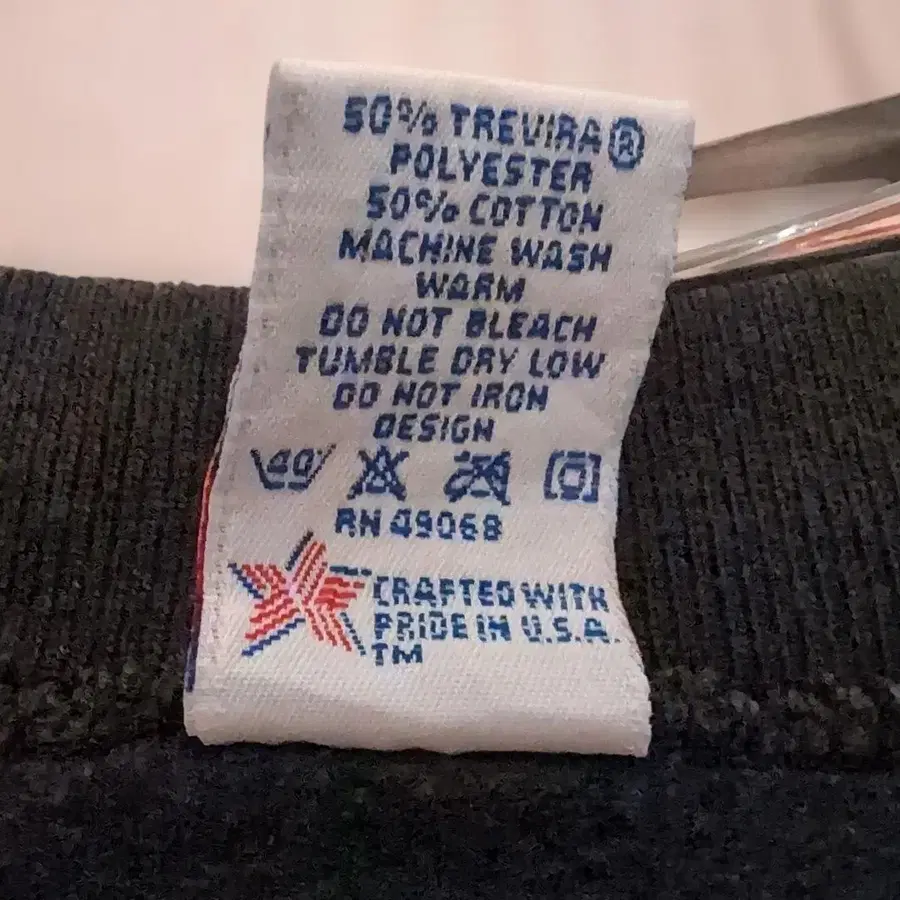 50% TREVIRA®
POLYESTER
50% COTTON
MACHINE WASH
WARM
DO NOT BLEACH
TUMBLE DRY LOW
DO NOT IRON
DESIGN
40
RN 49068
CRAFTED WITH
PRIDE IN U.S.A.
TM